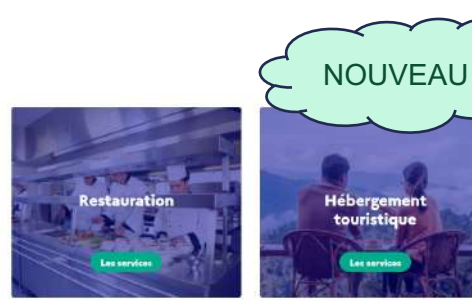 NOUVEAU
Restauration
Les services
Hébergement
touristique
Les services